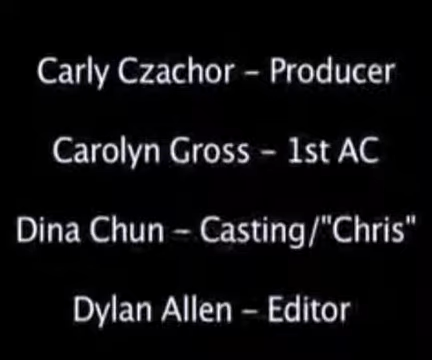 Carly Czachor – Producer
Carolyn Gross – 1st AC
Dina Chun – Casting/"Chris"
Dylan Allen – Editor